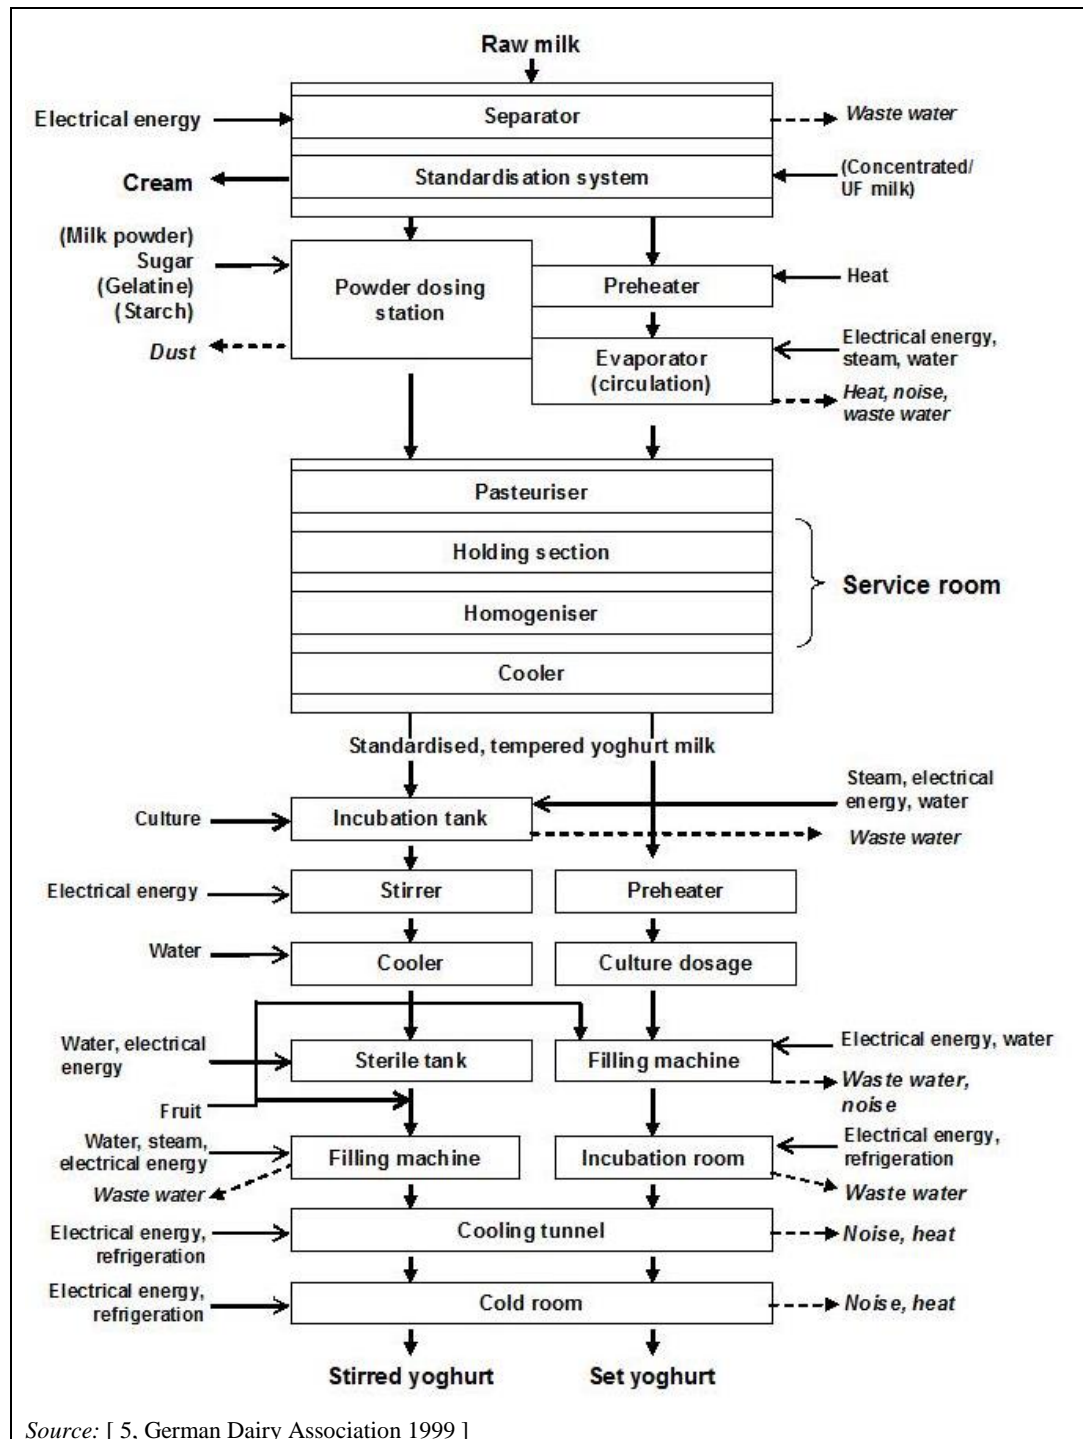 Raw milk
Electrical energy
Separator
Waste water
Cream
Standardisation system
(Concentrated/
UF milk)
(Milk powder)
Sugar
(Gelatine)
(Starch)
Dust
Powder dosing
station
Preheater
Heat
Evaporator
(circulation)
Electrical energy,
steam, water
Heat, noise,
waste water
Pasteuriser
Holding section
Homogeniser
Cooler
Service room
Standardised, tempered yoghurt milk
Culture
Incubation tank
Steam, electrical
energy, water
Waste water
Electrical energy
Stirrer
Preheater
Water
Cooler
Culture dosage
Water, electrical
energy
Sterile tank
Filling machine
Electrical energy, water
Waste water,
noise
Fruit
Water, steam,
electrical energy
Waste water
Filling machine
Incubation room
Electrical energy,
refrigeration
Waste water
Electrical energy,
refrigeration
Cooling tunnel
Noise, heat
Electrical energy,
refrigeration
Cold room
Noise, heat
Stirred yoghurt
Set yoghurt
Source: [ 5, German Dairy Association 1999 ]